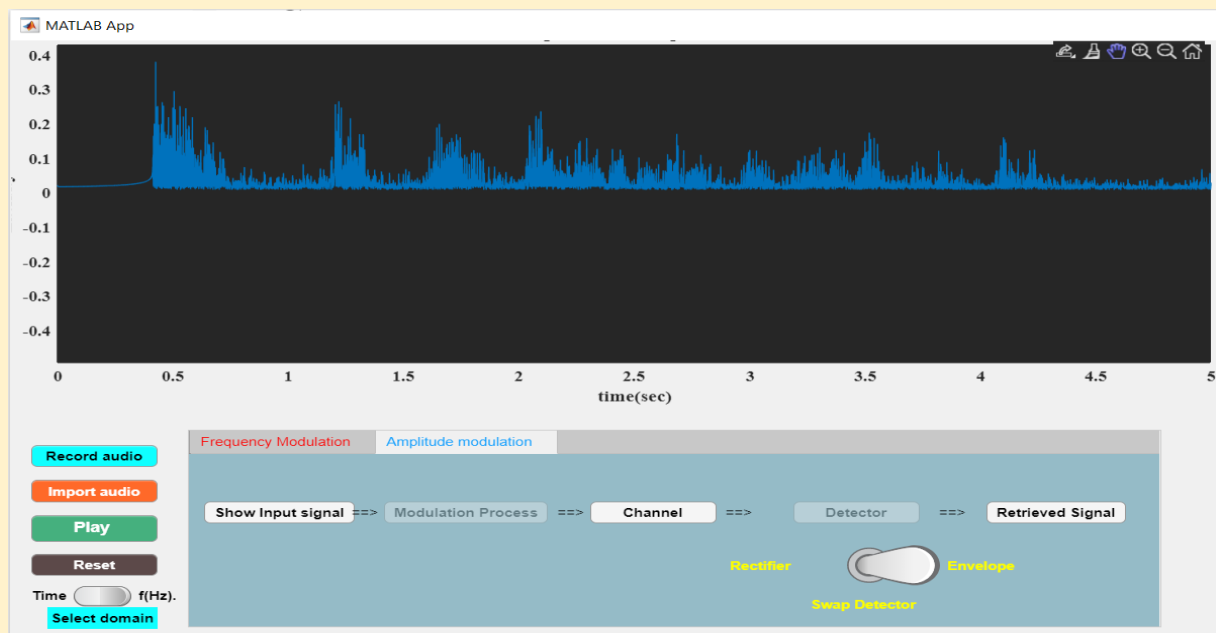 MATLAB App
0.4
0.3
0.2
0.1
0
-0.1
-0.2
-0.3
-0.4
0 0.5 1 1.5 2 2.5 3 3.5 4 4.5 5
time(sec)
Frequency Modulation Amplitude modulation
Record audio
Import audio
Play
Reset
Time f(Hz).
Select domain
Show Input signal ==> Modulation Process ==> Channel ==> Detector ==> Retrieved Signal
Rectifier Envelope
Swap Detector